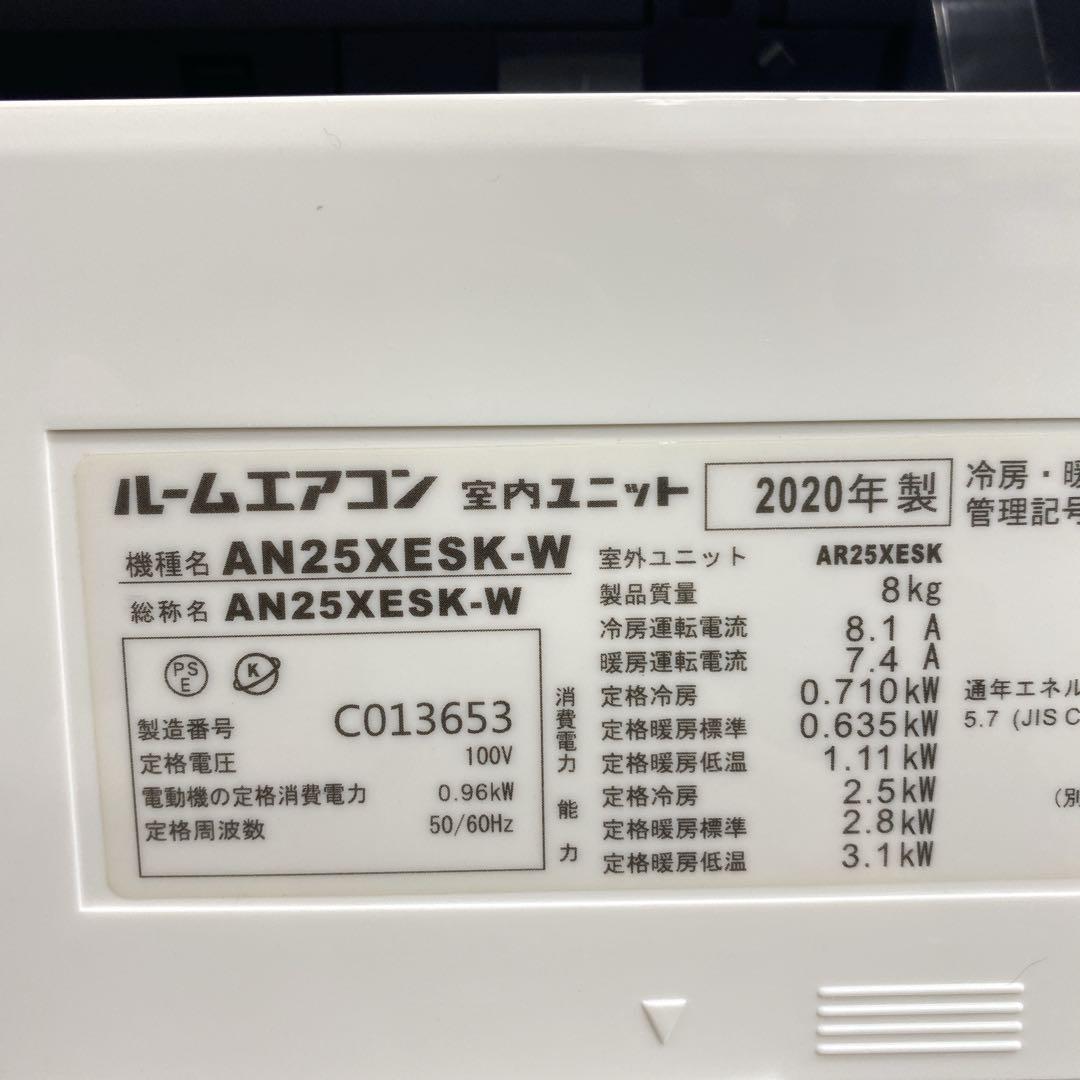 ルームエアコン 室内ユニット 2020年製
機種名 AN25XESK-W
総称名 AN25XESK-W
PS
E
K
製造番号 C013653
定格電圧 100V
電動機の定格消費電力 0.96kW
定格周波数 50/60Hz
室外ユニット AR25XESK
製品質量 8kg
冷房運転電流 8.1 A
暖房運転電流 7.4 A
消費電力
定格冷房 0.710kW
定格暖房標準 0.635kW
定格暖房低温 1.11kW
能力
定格冷房 2.5kW
定格暖房標準 2.8kW
定格暖房低温 3.1kW
冷房・暖
管理記号
通年エネル
5.7 (JIS C
(別